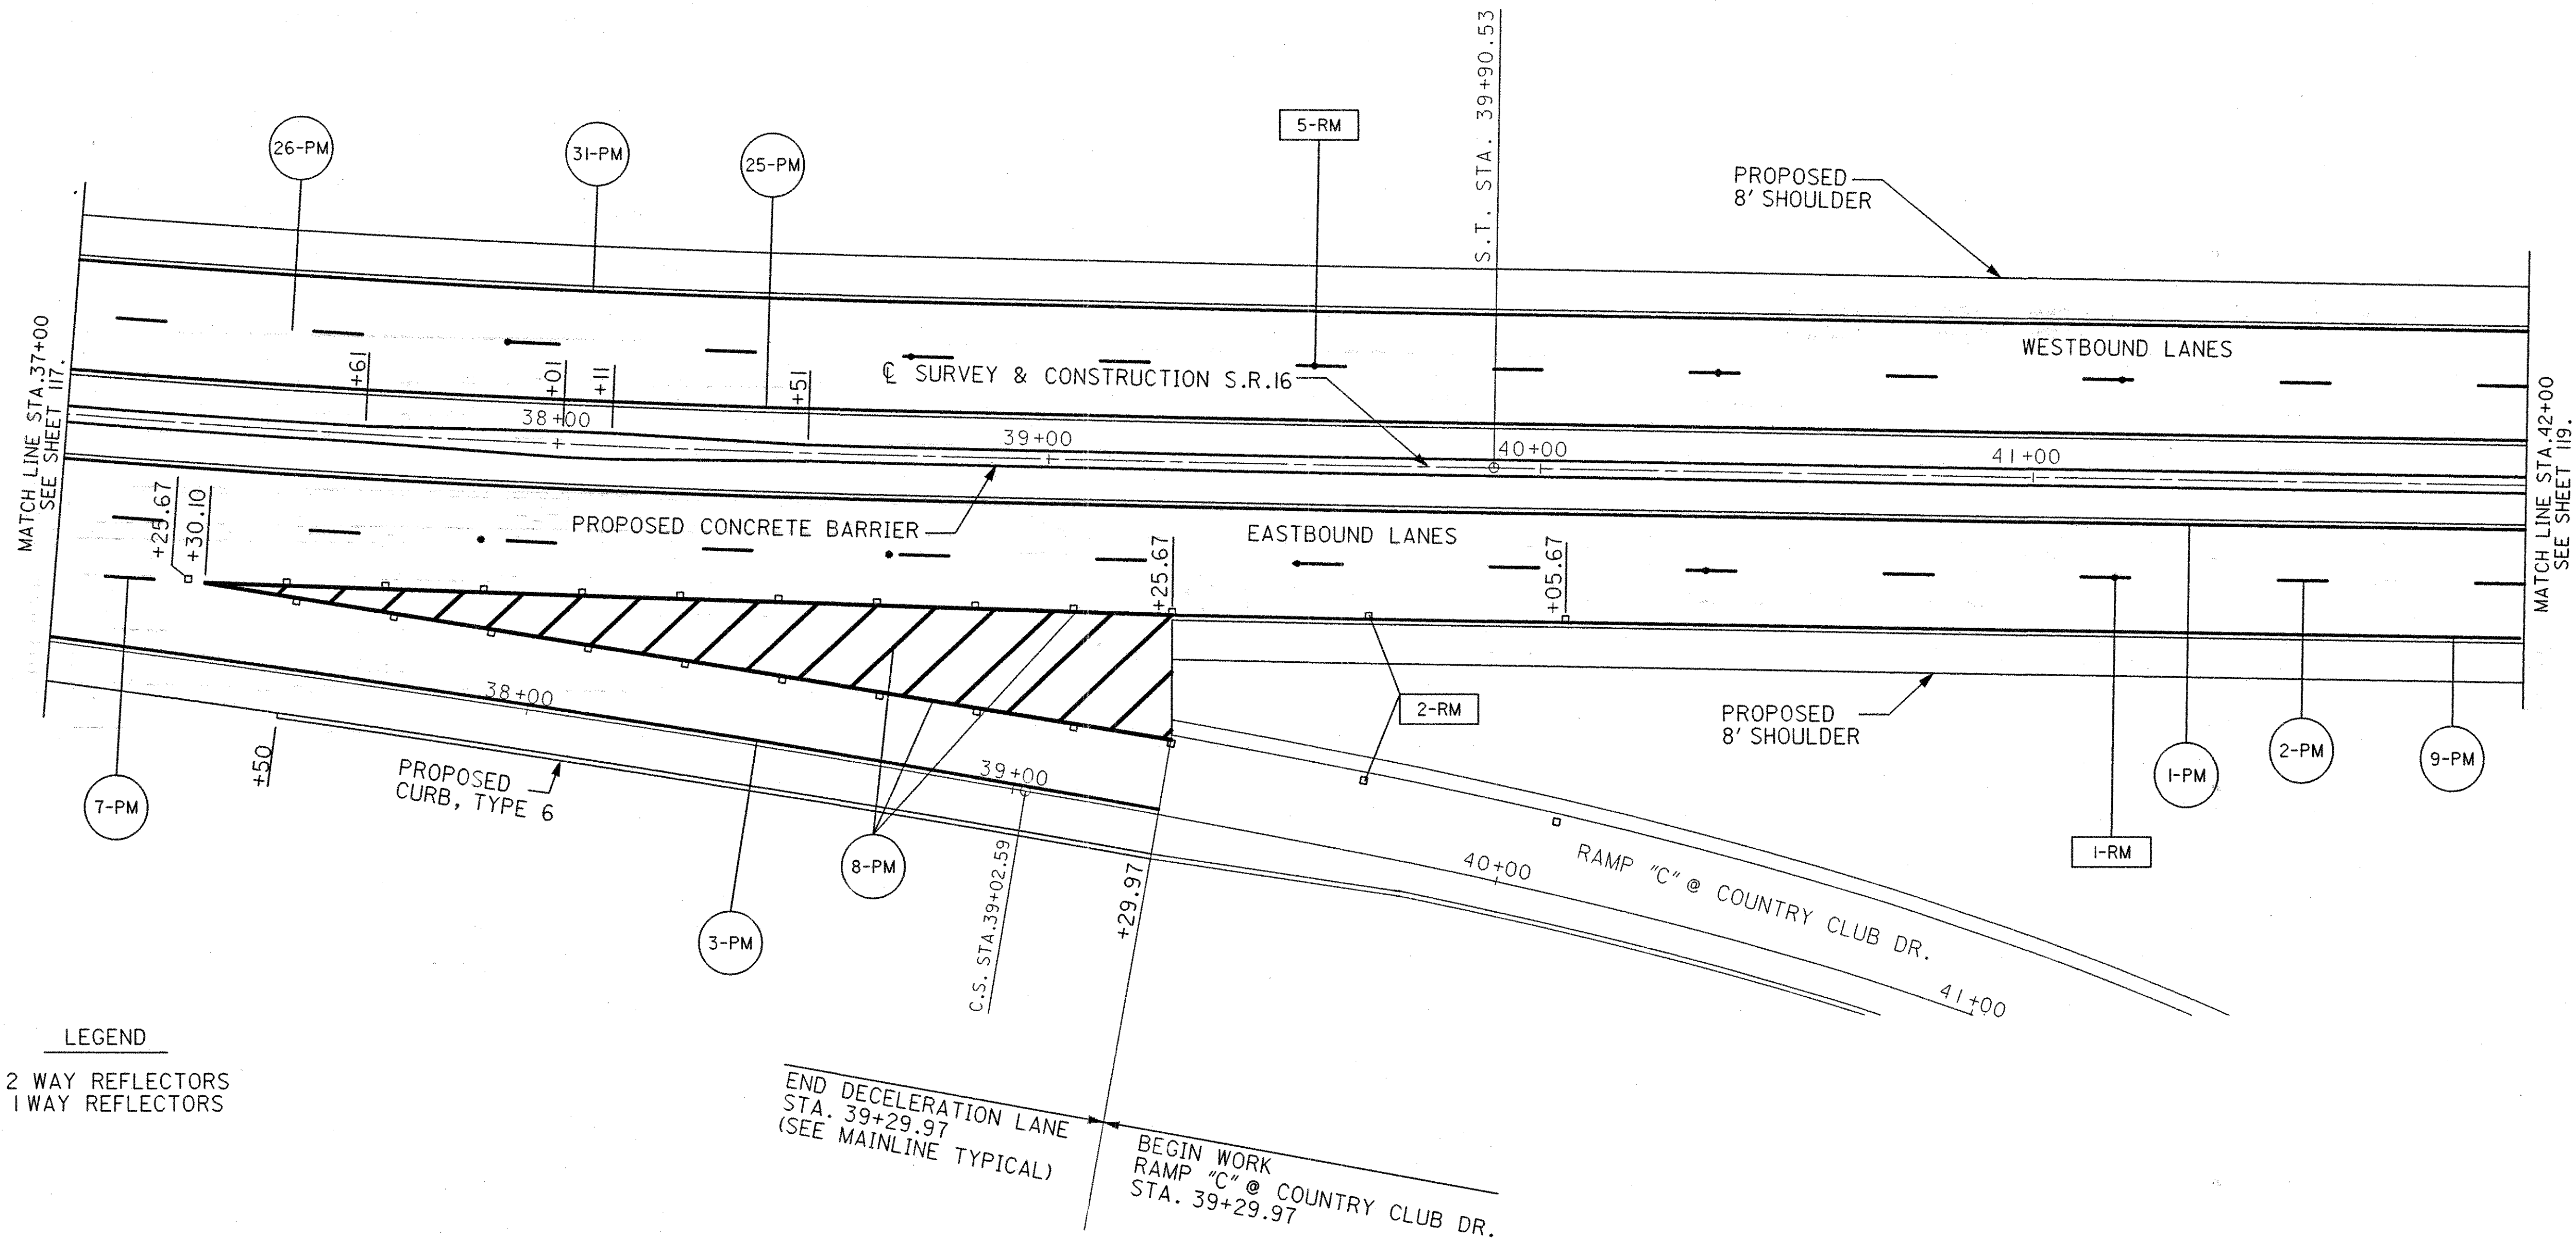 S.T. STA. 39+90.53
5-RM
26-PM
31-PM
25-PM
PROPOSED
8' SHOULDER
MATCH LINE STA.37+00
SEE SHEET 117.
WESTBOUND LANES
+61
+01
+11
+51
℄ SURVEY & CONSTRUCTION S.R.16
38+00
39+00
40+00
41+00
MATCH LINE STA.42+00
SEE SHEET 119.
+25.67
+30.10
PROPOSED CONCRETE BARRIER
EASTBOUND LANES
+25.67
+05.67
38+00
39+00
40+00
41+00
2-RM
PROPOSED
8' SHOULDER
1-PM
2-PM
9-PM
1-RM
+50
7-PM
PROPOSED
CURB, TYPE 6
3-PM
8-PM
C.S. STA.39+02.59
+29.97
RAMP "C" @ COUNTRY CLUB DR.
LEGEND
2 WAY REFLECTORS
1 WAY REFLECTORS
END DECELERATION LANE
STA. 39+29.97
(SEE MAINLINE TYPICAL)
BEGIN WORK
RAMP "C" @ COUNTRY CLUB DR.
STA. 39+29.97